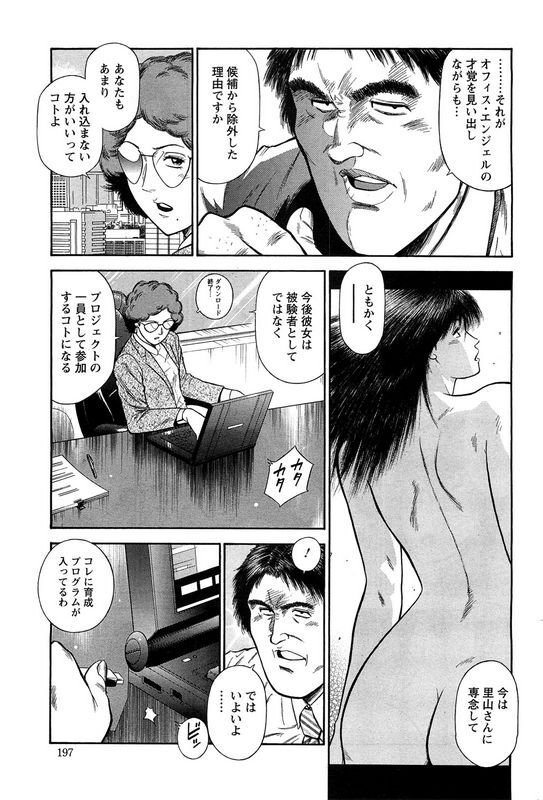 ………それが
オフィス・エンジェルの
才覚を見い出し
ながらも…
候補から除外した
理由ですか
あなたも
あまり
入れ込まない
方がいいって
コトよ
ともかく
――
今は
里山さんに
専念して
今後彼女は
被験者として
ではなく
ダウンロード
終了…
プロジェクトの
一員として参加
するコトになる
カタ
カタ
!
では
いよいよ
………
コレに育成
プログラムが
入ってるわ
ピッ
197